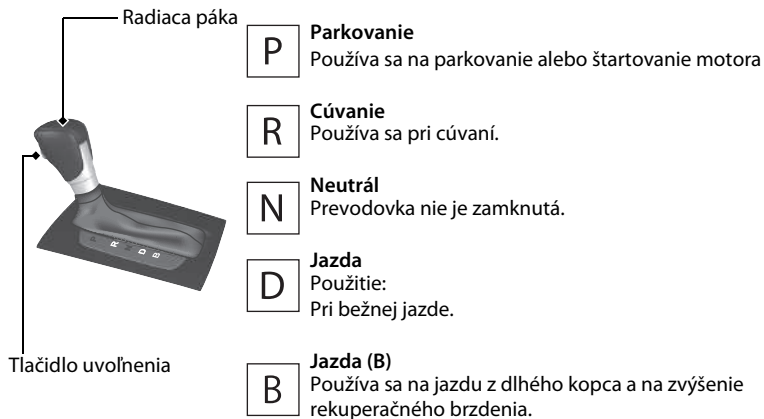 Radiaca páka
P
Parkovanie
Používa sa na parkovanie alebo štartovanie motora
R
Cúvanie
Používa sa pri cúvaní.
N
Neutrál
Prevodovka nie je zamknutá.
D
Jazda
Použitie:
Pri bežnej jazde.
B
Jazda (B)
Používa sa na jazdu z dlhého kopca a na zvýšenie
rekuperačného brzdenia.
Tlačidlo uvoľnenia
P
R
N
D
B